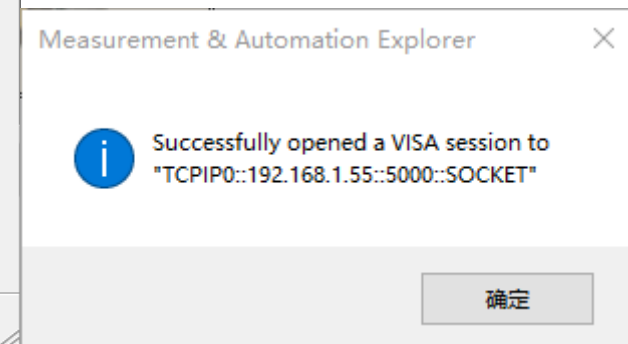 Measurement & Automation Explorer
Successfully opened a VISA session to
"TCPIP0::192.168.1.55::5000::SOCKET"
确定